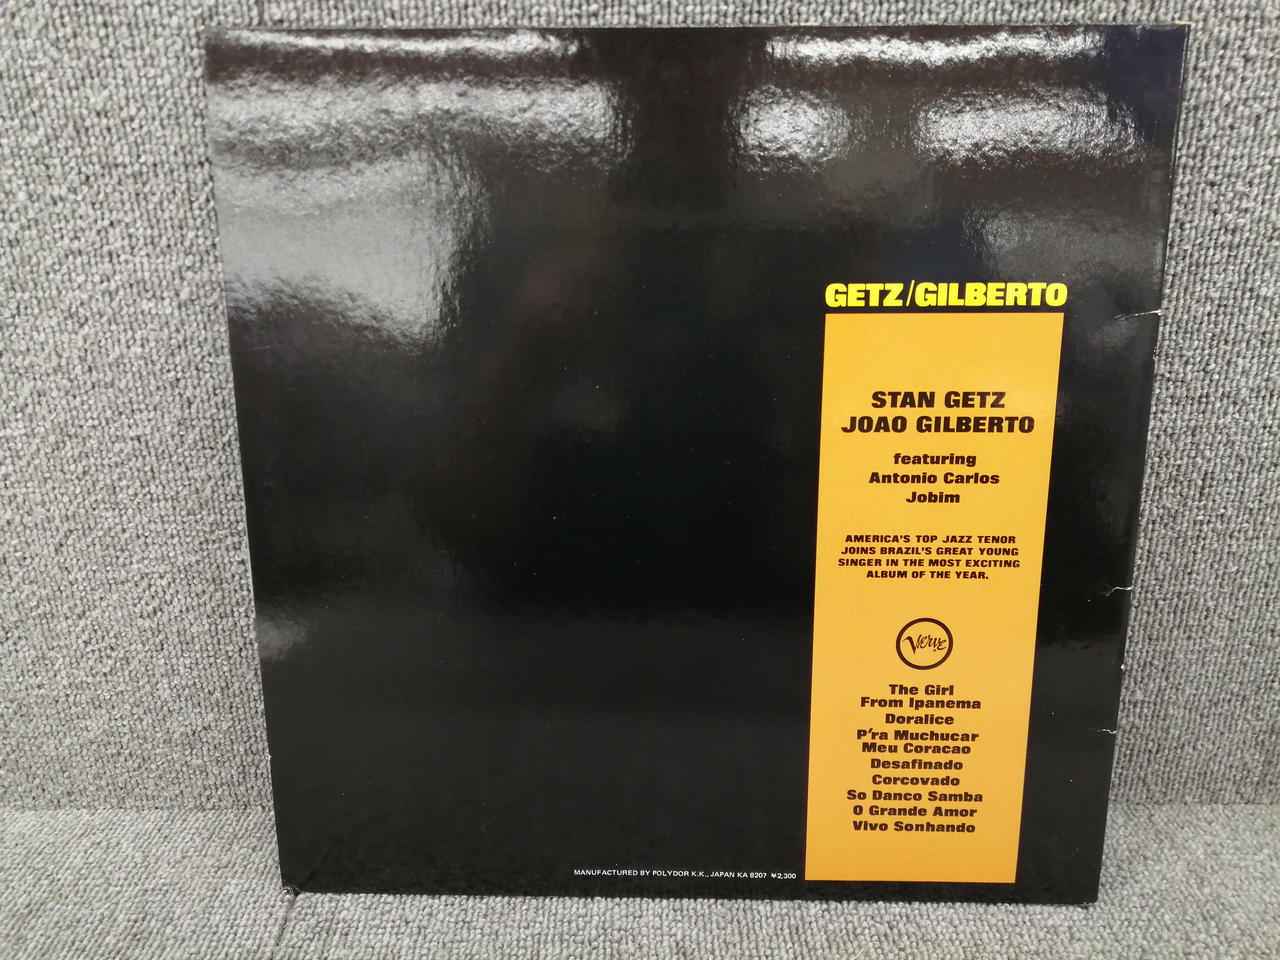 GETZ/GILBERTO
STAN GETZ
JOAO GILBERTO
featuring
Antonio Carlos
Jobim
AMERICA'S TOP JAZZ TENOR
JOINS BRAZIL'S GREAT YOUNG
SINGER IN THE MOST EXCITING
ALBUM OF THE YEAR.
Verve
The Girl
From Ipanema
Doralice
P'ra Muchucar
Meu Coracao
Desafinado
Corcovado
So Danco Samba
O Grande Amor
Vivo Sonhando
MANUFACTURED BY POLYDOR K.K., JAPAN KA 8207 ¥2,300